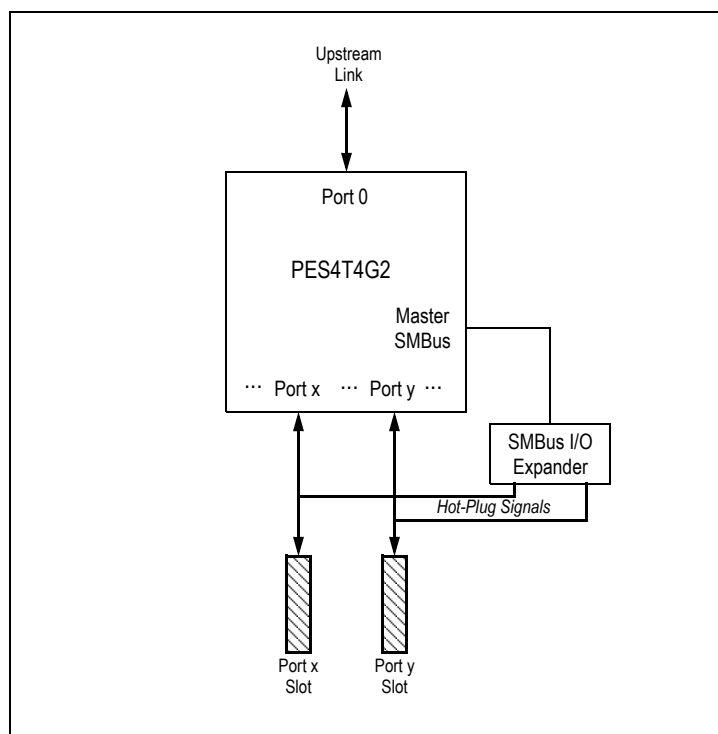 Upstream
Link
Port 0
PES4T4G2
Master
SMBus
··· Port x ··· Port y ···
SMBus I/O
Expander
Hot-Plug Signals
Port x
Slot
Port y
Slot